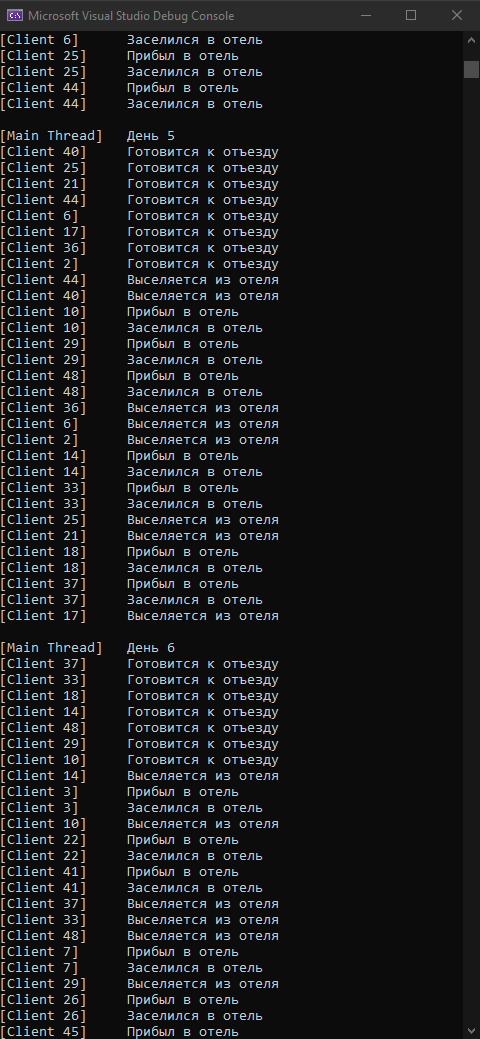 Microsoft Visual Studio Debug Console
[Client 6] Заселился в отель
[Client 25] Прибыл в отель
[Client 25] Заселился в отель
[Client 44] Прибыл в отель
[Client 44] Заселился в отель
[Main Thread] День 5
[Client 40] Готовится к отъезду
[Client 25] Готовится к отъезду
[Client 21] Готовится к отъезду
[Client 44] Готовится к отъезду
[Client 6] Готовится к отъезду
[Client 17] Готовится к отъезду
[Client 36] Готовится к отъезду
[Client 2] Готовится к отъезду
[Client 44] Выселяется из отеля
[Client 40] Выселяется из отеля
[Client 10] Прибыл в отель
[Client 10] Заселился в отель
[Client 29] Прибыл в отель
[Client 29] Заселился в отель
[Client 48] Прибыл в отель
[Client 48] Заселился в отель
[Client 36] Выселяется из отеля
[Client 6] Выселяется из отеля
[Client 2] Выселяется из отеля
[Client 14] Прибыл в отель
[Client 14] Заселился в отель
[Client 33] Прибыл в отель
[Client 33] Заселился в отель
[Client 25] Выселяется из отеля
[Client 21] Выселяется из отеля
[Client 18] Прибыл в отель
[Client 18] Заселился в отель
[Client 37] Прибыл в отель
[Client 37] Заселился в отель
[Client 17] Выселяется из отеля
[Main Thread] День 6
[Client 37] Готовится к отъезду
[Client 33] Готовится к отъезду
[Client 18] Готовится к отъезду
[Client 14] Готовится к отъезду
[Client 48] Готовится к отъезду
[Client 29] Готовится к отъезду
[Client 10] Готовится к отъезду
[Client 14] Выселяется из отеля
[Client 3] Прибыл в отель
[Client 3] Заселился в отель
[Client 10] Выселяется из отеля
[Client 22] Прибыл в отель
[Client 22] Заселился в отель
[Client 41] Прибыл в отель
[Client 41] Заселился в отель
[Client 37] Выселяется из отеля
[Client 33] Выселяется из отеля
[Client 48] Выселяется из отеля
[Client 7] Прибыл в отель
[Client 7] Заселился в отель
[Client 29] Выселяется из отеля
[Client 26] Прибыл в отель
[Client 26] Заселился в отель
[Client 45] Прибыл в отель